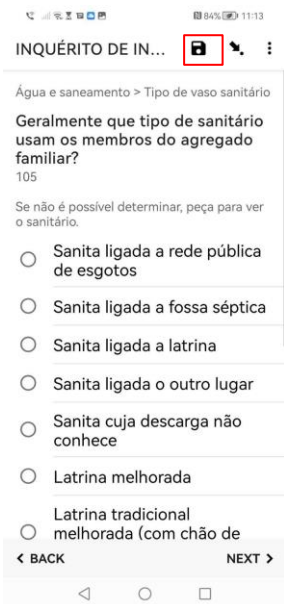 84% 11:13
INQUÉRITO DE IN...
Água e saneamento > Tipo de vaso sanitário
Geralmente que tipo de sanitário
usam os membros do agregado
familiar?
105
Se não é possível determinar, peça para ver
o sanitário.
Sanita ligada a rede pública
de esgotos
Sanita ligada a fossa séptica
Sanita ligada a latrina
Sanita ligada o outro lugar
Sanita cuja descarga não
conhece
Latrina melhorada
Latrina tradicional
melhorada (com chão de
< BACK NEXT >